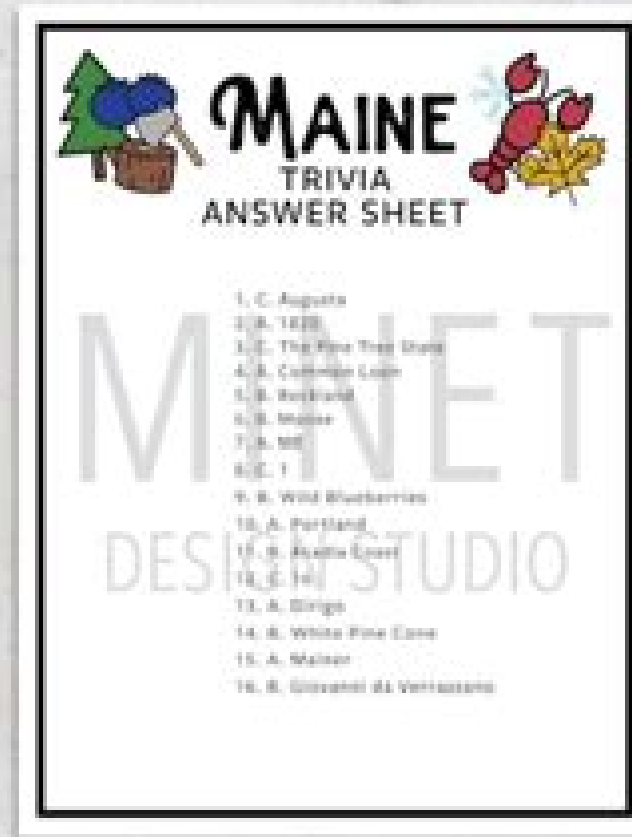 MAINE
TRIVIA
ANSWER SHEET
1. C. Augusta
2. A. 1820
3. C. The Pine Tree State
4. A. Common Loon
5. B. Rockland
6. B. Moose
7. A. ME
8. C. 1
9. B. Wild Blueberries
10. A. Portland
11. B. Acadia Coast
12. C.
13. A. Dirigo
14. B. White Pine Cone
15. A. Mainer
16. B. Giovanni da Verrazzano
MINET
DESIGN STUDIO